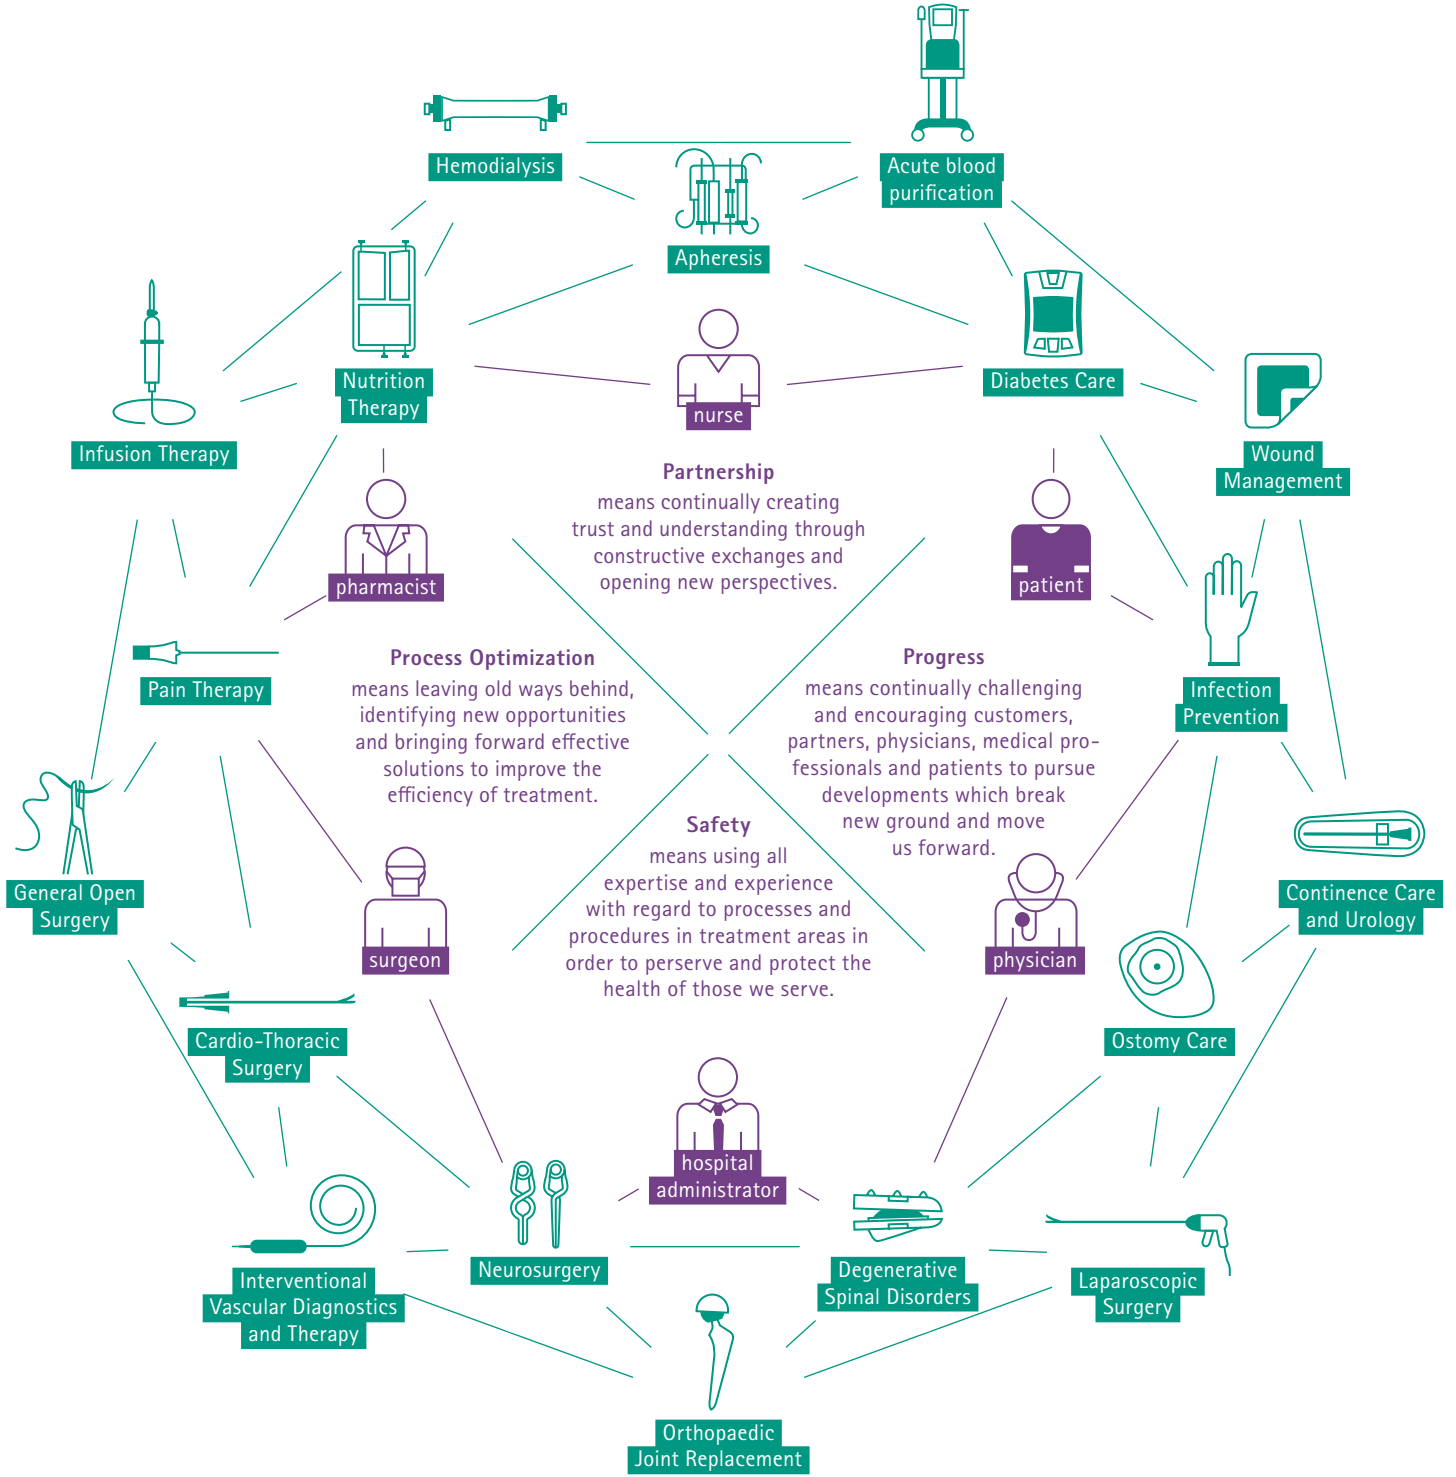 Hemodialysis
Acute blood
purification
Apheresis
Nutrition
Therapy
Diabetes Care
nurse
Infusion Therapy
Wound
Management
Partnership
means continually creating
trust and understanding through
constructive exchanges and
opening new perspectives.
pharmacist
patient
Process Optimization
means leaving old ways behind,
identifying new opportunities
and bringing forward effective
solutions to improve the
efficiency of treatment.
Progress
means continually challenging
and encouraging customers,
partners, physicians, medical pro-
fessionals and patients to pursue
developments which break
new ground and move
us forward.
Pain Therapy
Infection
Prevention
Safety
means using all
expertise and experience
with regard to processes and
procedures in treatment areas in
order to perserve and protect the
health of those we serve.
General Open
Surgery
Continence Care
and Urology
surgeon
physician
Cardio-Thoracic
Surgery
Ostomy Care
hospital
administrator
Interventional
Vascular Diagnostics
and Therapy
Neurosurgery
Degenerative
Spinal Disorders
Laparoscopic
Surgery
Orthopaedic
Joint Replacement